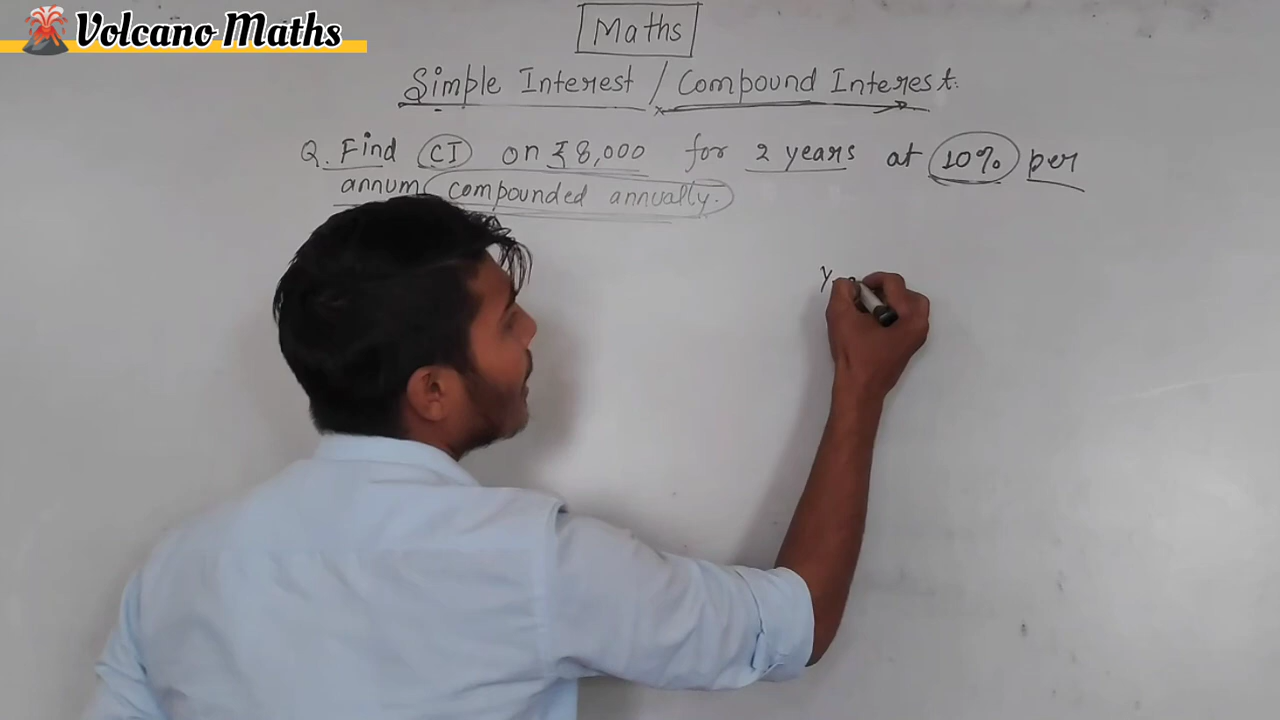 Volcano Maths
Maths
Simple Interest / Compound Interest.
Q. Find CI on ₹8,000 for 2 years at 10% per
annum compounded annually.
y